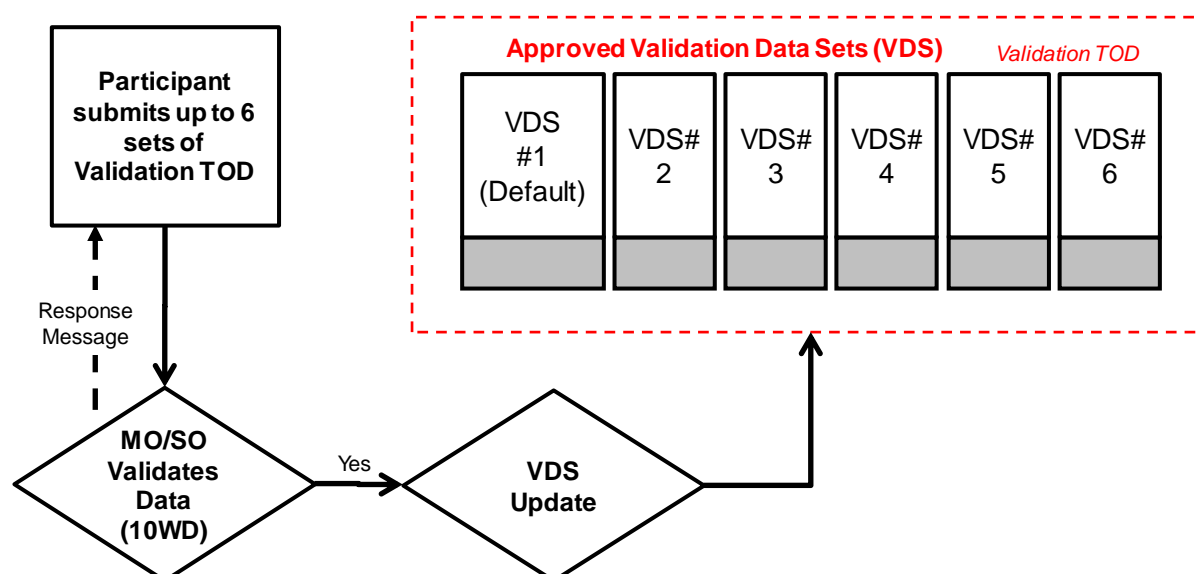 Participant
submits up to 6
sets of
Validation TOD
Approved Validation Data Sets (VDS)
Validation TOD
VDS
#1
(Default)
VDS#
2
VDS#
3
VDS#
4
VDS#
5
VDS#
6
Response
Message
MO/SO
Validates
Data
(10WD)
Yes
VDS
Update